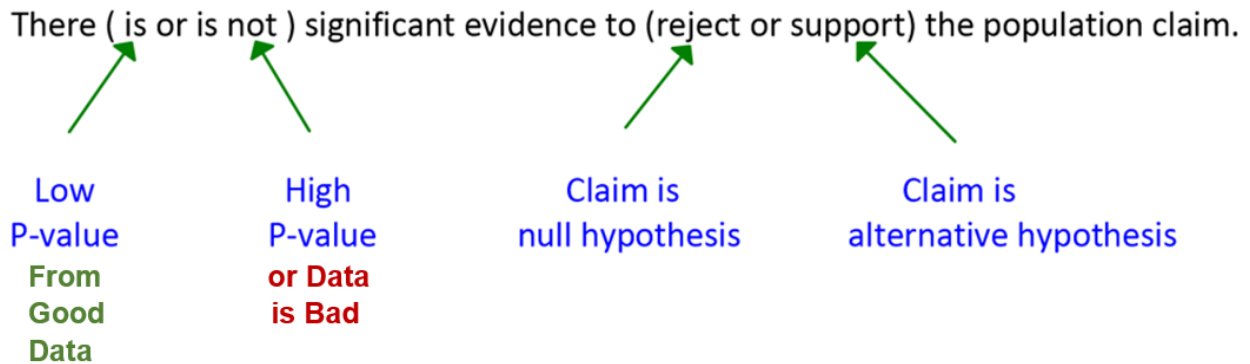 There ( is or is not ) significant evidence to (reject or support) the population claim.
Low
P-value
From
Good
Data
High
P-value
or Data
is Bad
Claim is
null hypothesis
Claim is
alternative hypothesis